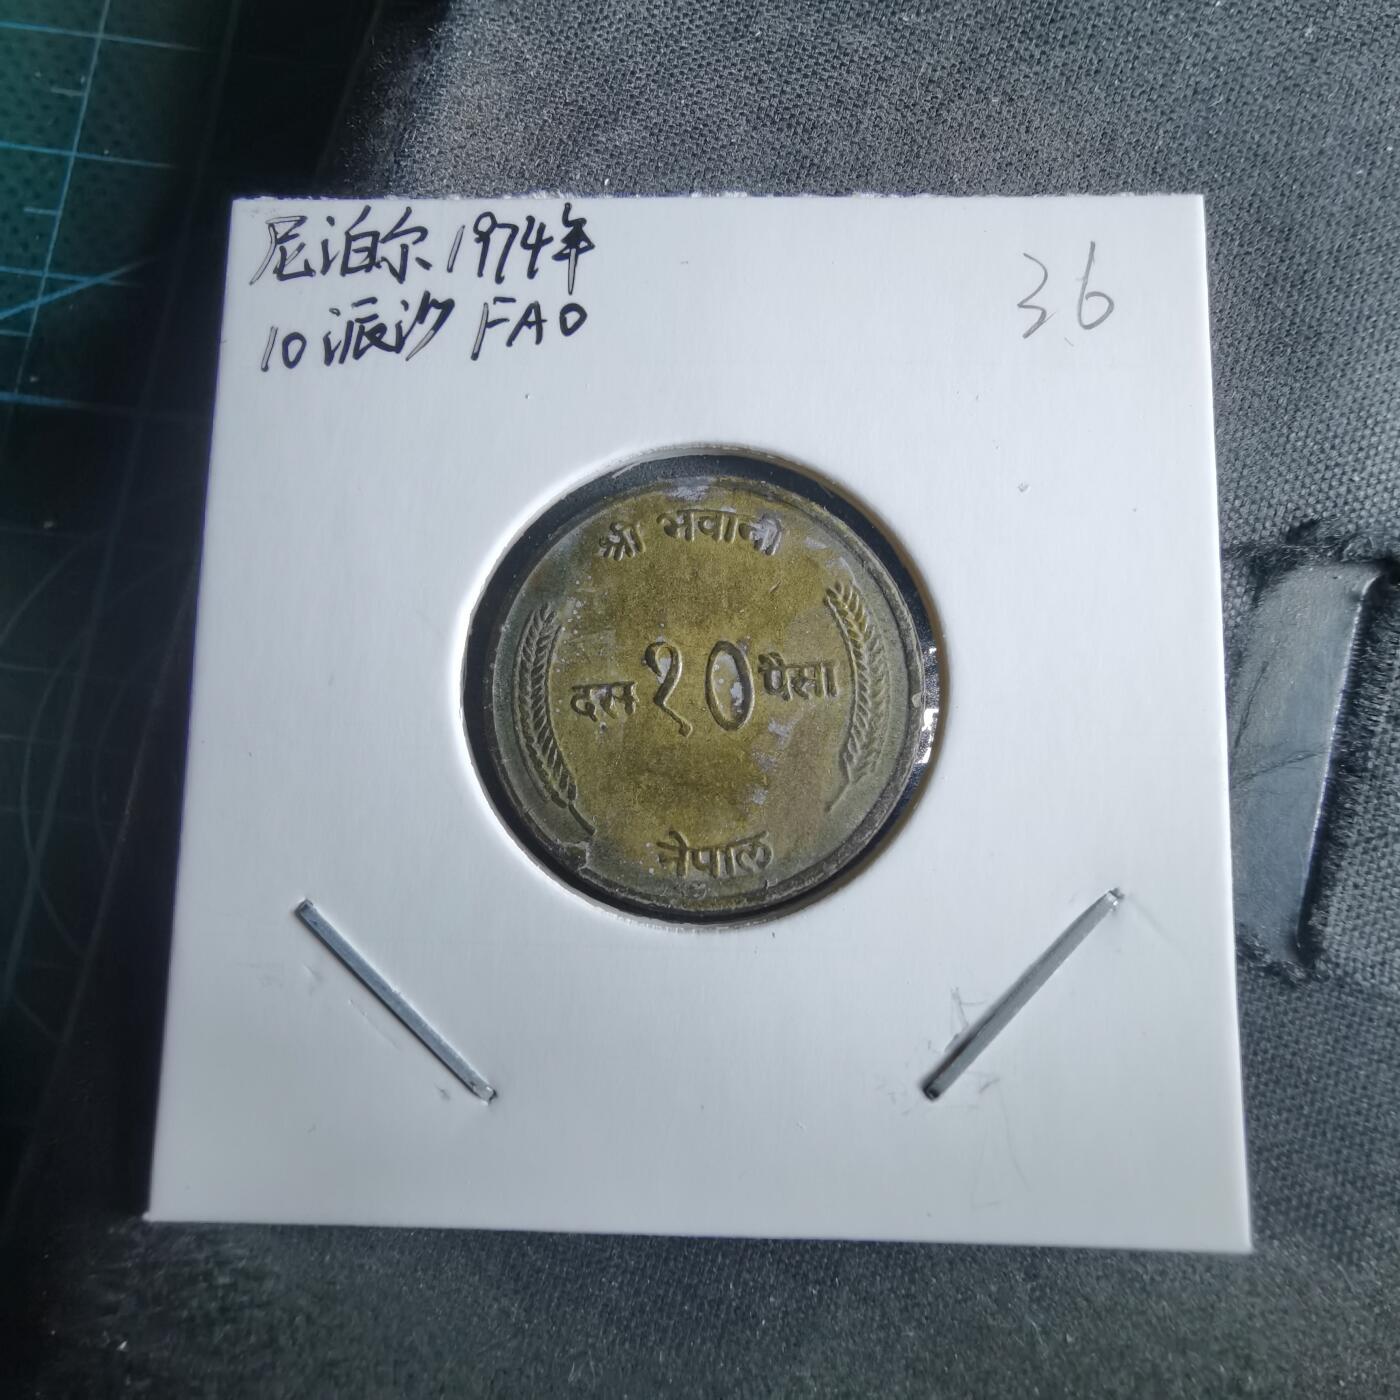 尼泊尔1974年
10派沙 FAO
36
श्री भवानी
दस १० पैसा
नेपाल